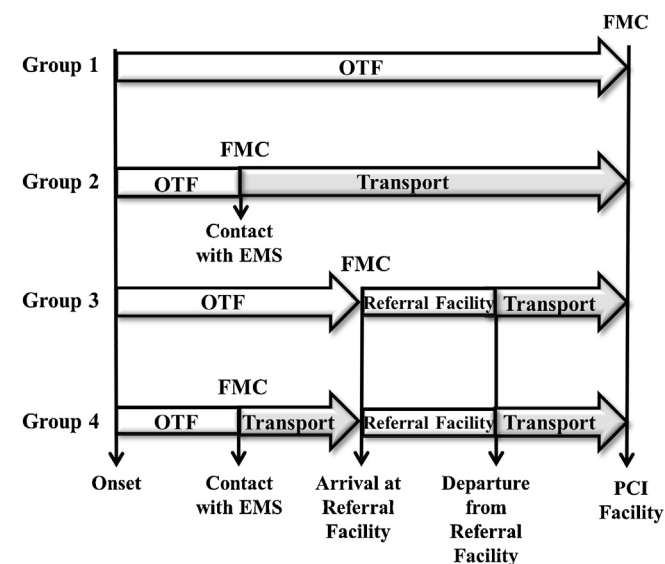 FMC
Group 1
OTF
FMC
Group 2
OTF
Transport
Contact
with EMS
FMC
Group 3
OTF
Referral Facility
Transport
FMC
Group 4
OTF
Transport
Referral Facility
Transport
Onset
Contact
with EMS
Arrival at
Referral
Facility
Departure
from
Referral
Facility
PCI
Facility